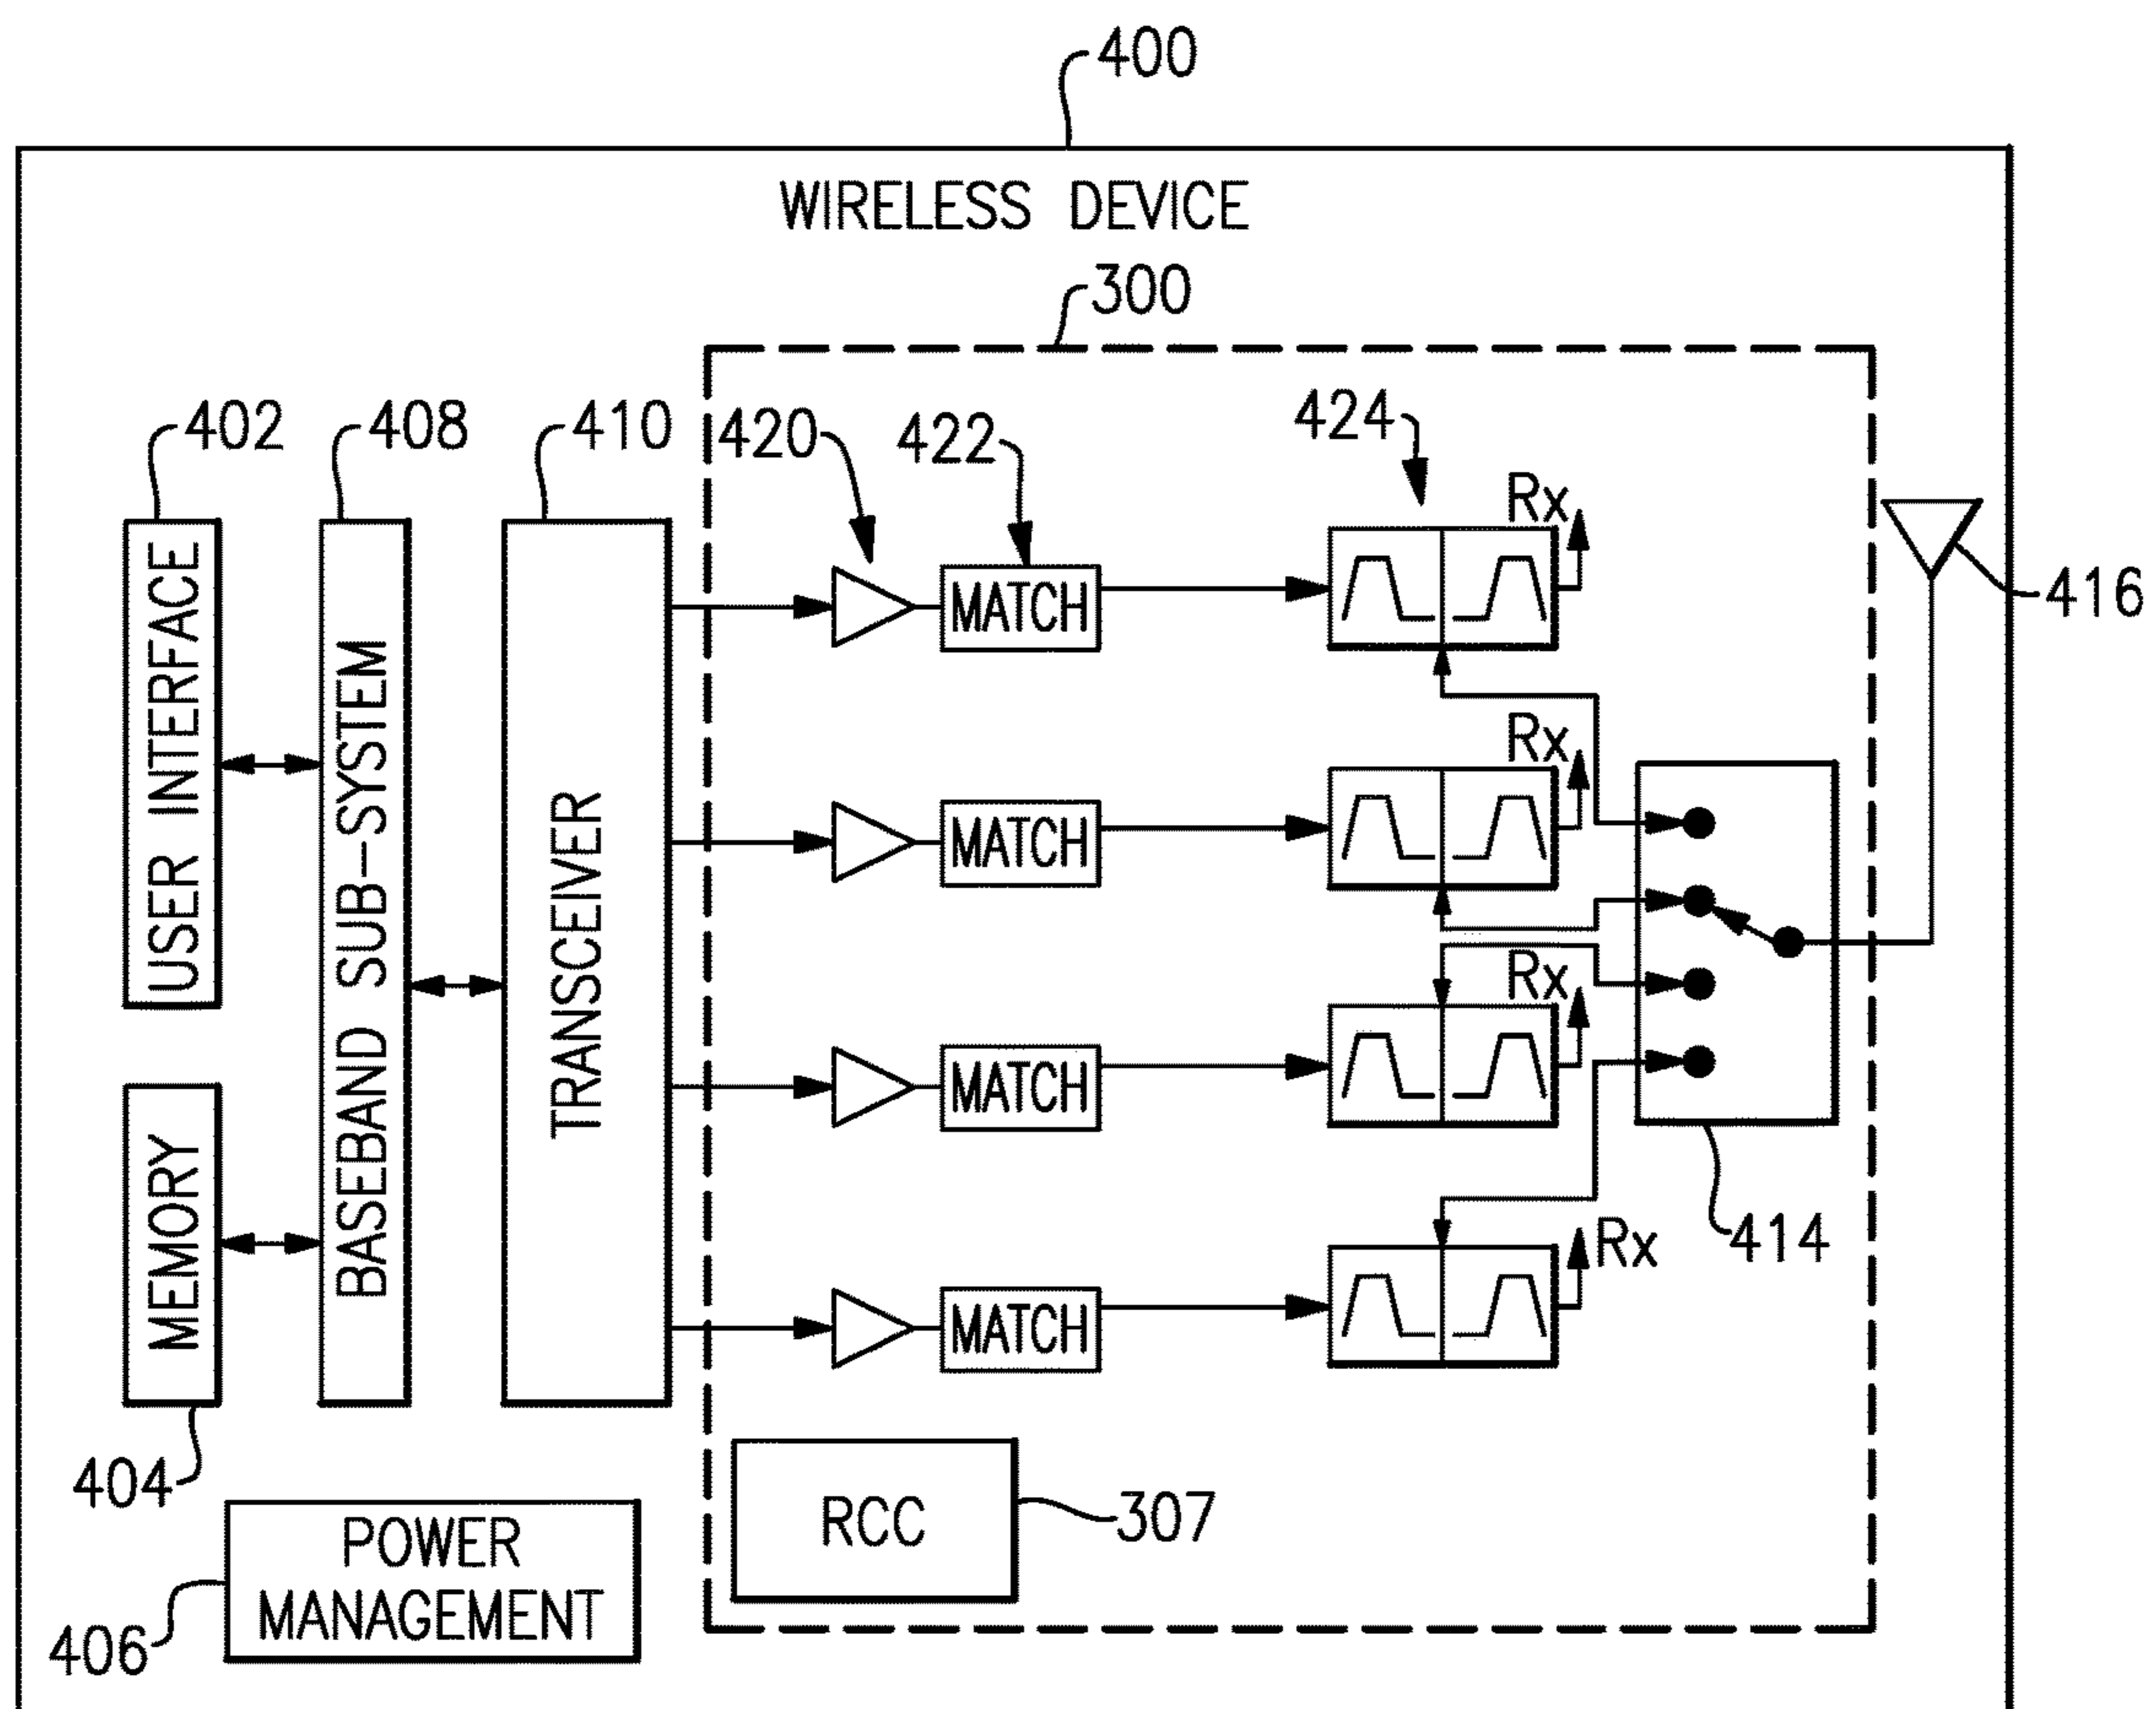 400
WIRELESS DEVICE
300
402
408
410
420
422
424
Rx
416
USER INTERFACE
BASEBAND SUB-SYSTEM
TRANSCEIVER
MATCH
Rx
MATCH
Rx
MATCH
MEMORY
414
Rx
MATCH
404
RCC
307
POWER
MANAGEMENT
406